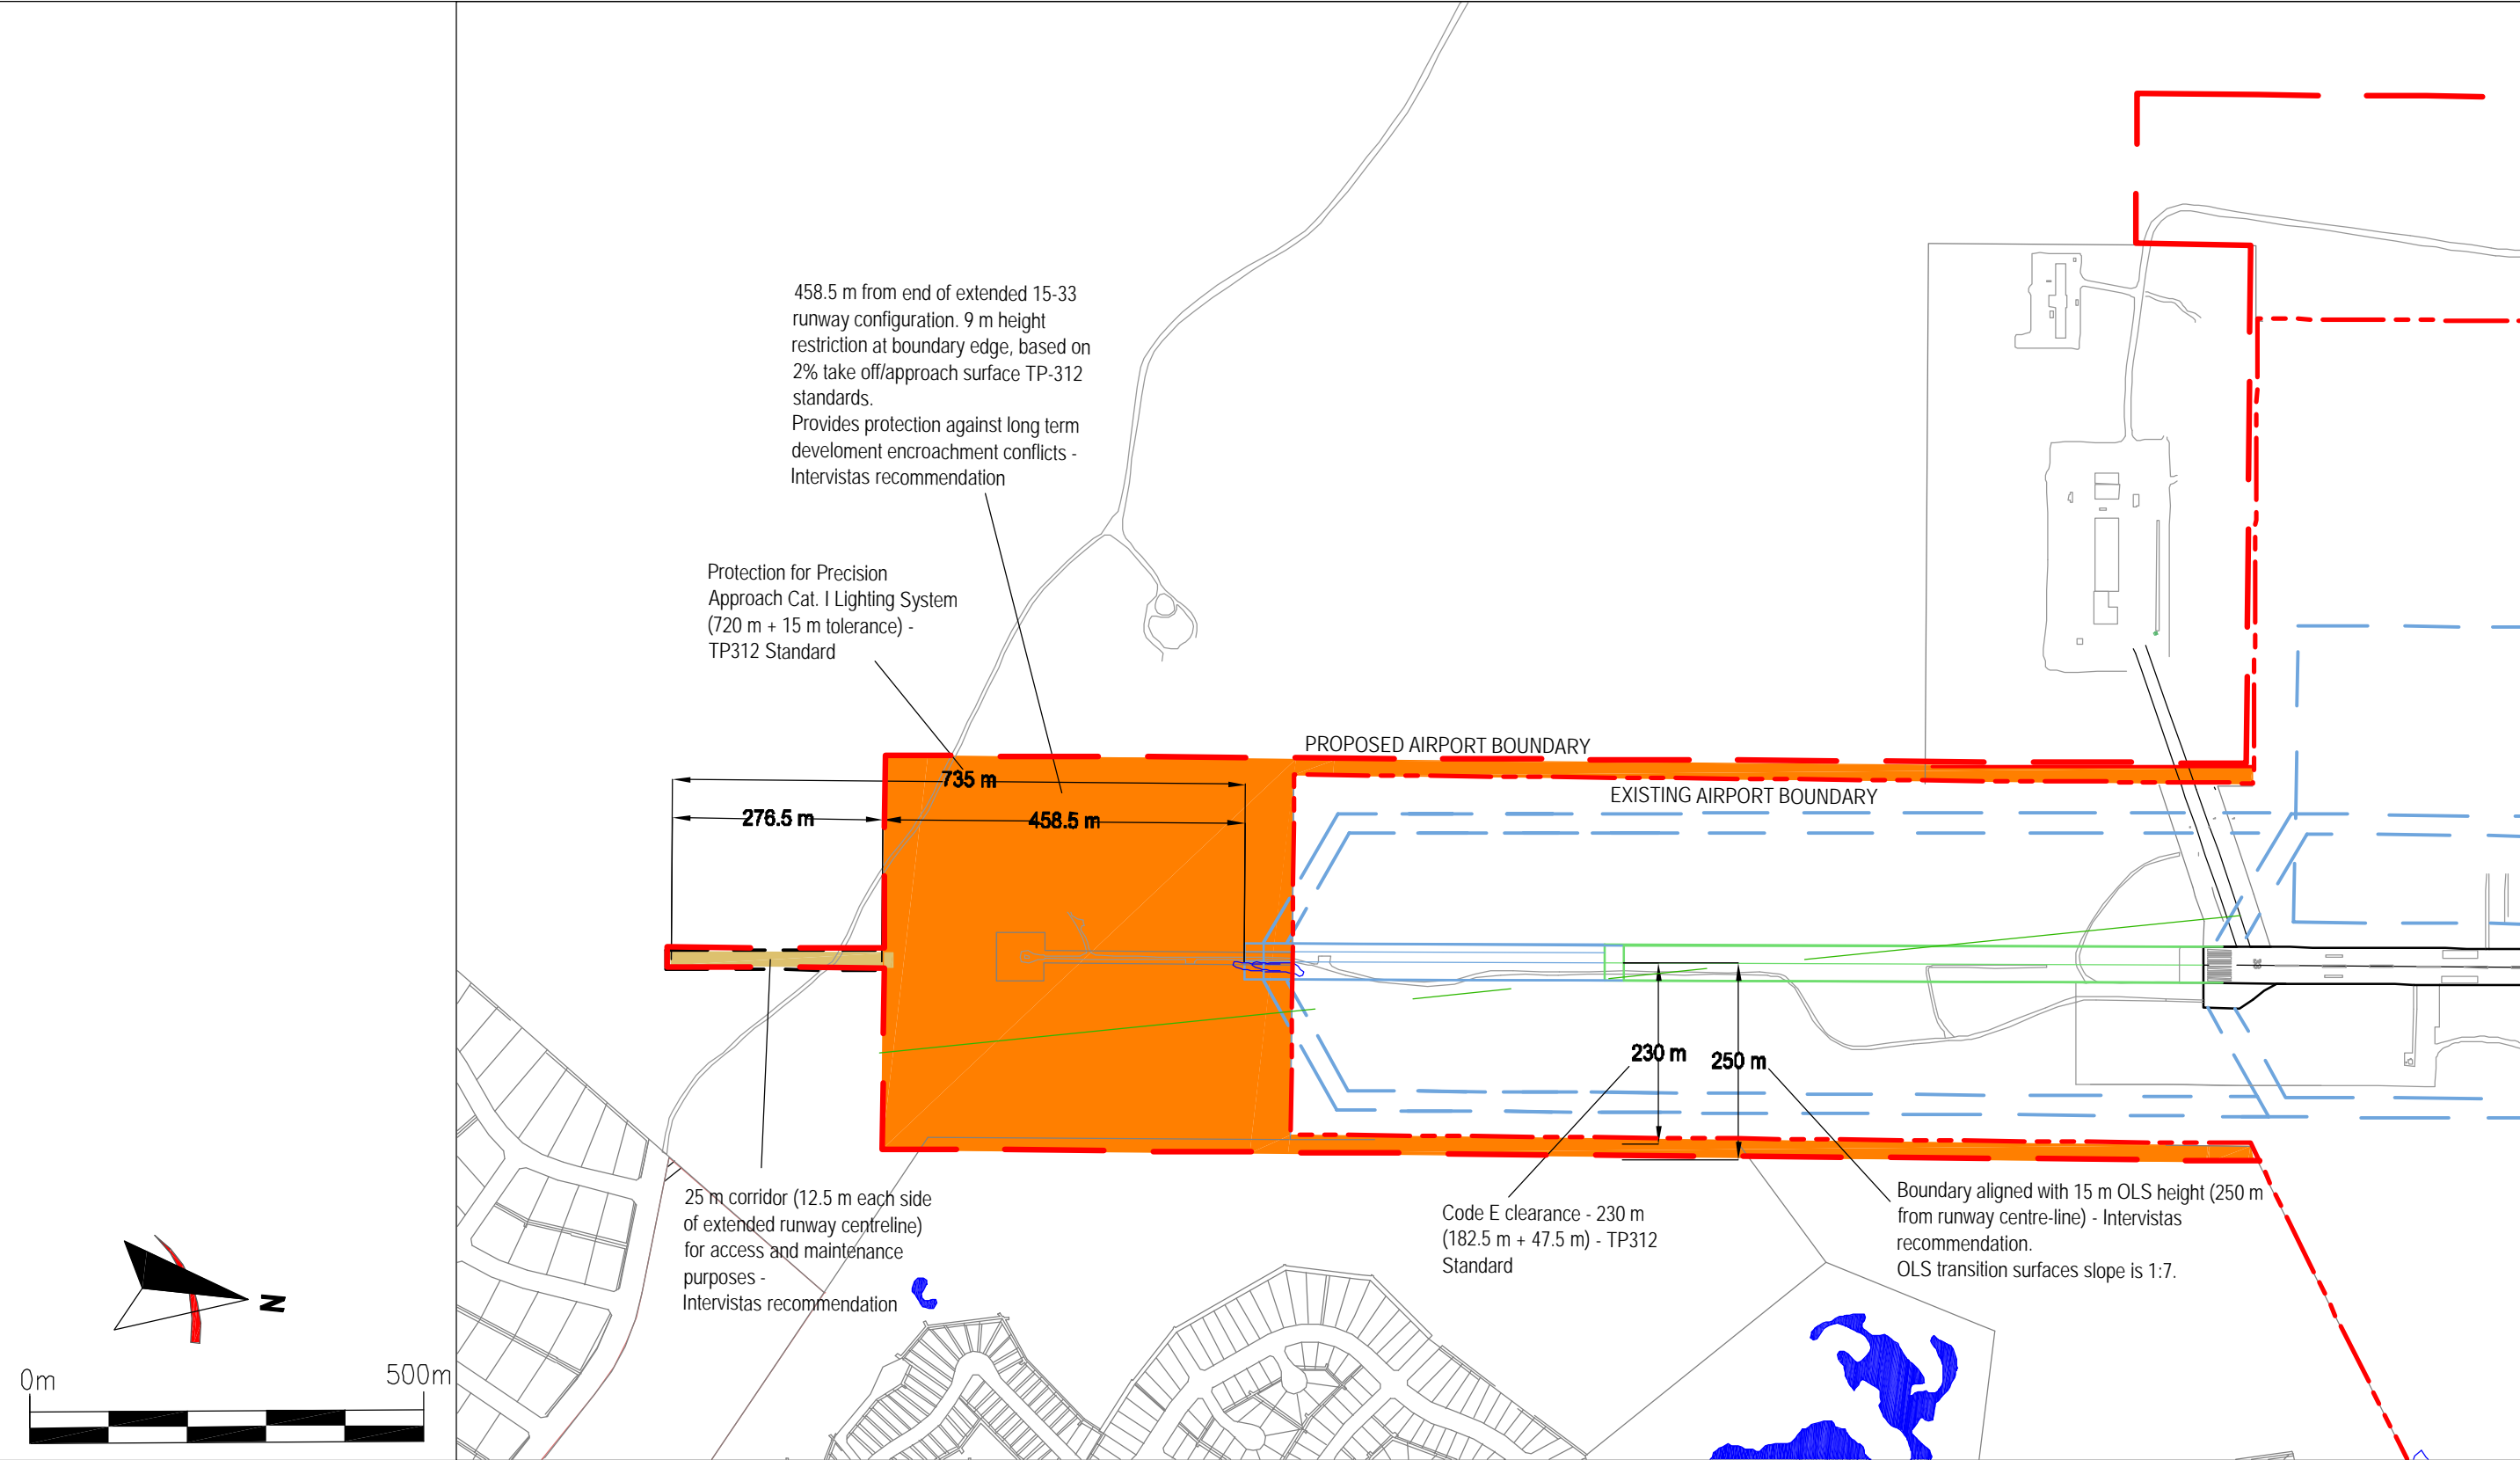 458.5 m from end of extended 15-33
runway configuration. 9 m height
restriction at boundary edge, based on
2% take off/approach surface TP-312
standards.
Provides protection against long term
develoment encroachment conflicts -
Intervistas recommendation
Protection for Precision
Approach Cat. I Lighting System
(720 m + 15 m tolerance) -
TP312 Standard
PROPOSED AIRPORT BOUNDARY
735 m
EXISTING AIRPORT BOUNDARY
276.5 m
458.5 m
33
230 m
250 m
25 m corridor (12.5 m each side
of extended runway centreline)
for access and maintenance
purposes -
Intervistas recommendation
Code E clearance - 230 m
(182.5 m + 47.5 m) - TP312
Standard
Boundary aligned with 15 m OLS height (250 m
from runway centre-line) - Intervistas
recommendation.
OLS transition surfaces slope is 1:7.
N
0m
500m